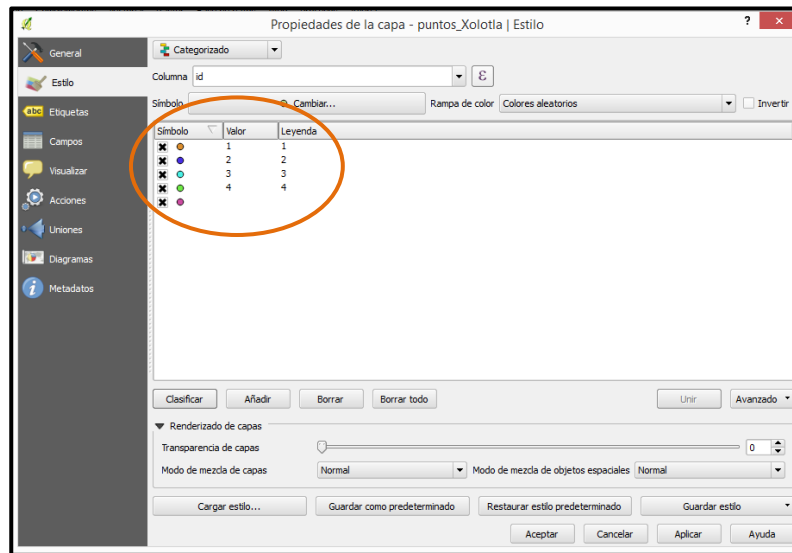 Propiedades de la capa - puntos_Xolotla | Estilo
?
×
General
Estilo
abc Etiquetas
Campos
Visualizar
Acciones
Uniones
Diagramas
Metadatos
Categorizado
Columna id ε
Símbolo Cambiar... Rampa de color Colores aleatorios Invertir
Símbolo Valor Leyenda
1 1
2 2
3 3
4 4
Clasificar Añadir Borrar Borrar todo Unir Avanzado
Renderizado de capas
Transparencia de capas 0
Modo de mezcla de capas Normal Modo de mezcla de objetos espaciales Normal
Cargar estilo... Guardar como predeterminado Restaurar estilo predeterminado Guardar estilo
Aceptar Cancelar Aplicar Ayuda